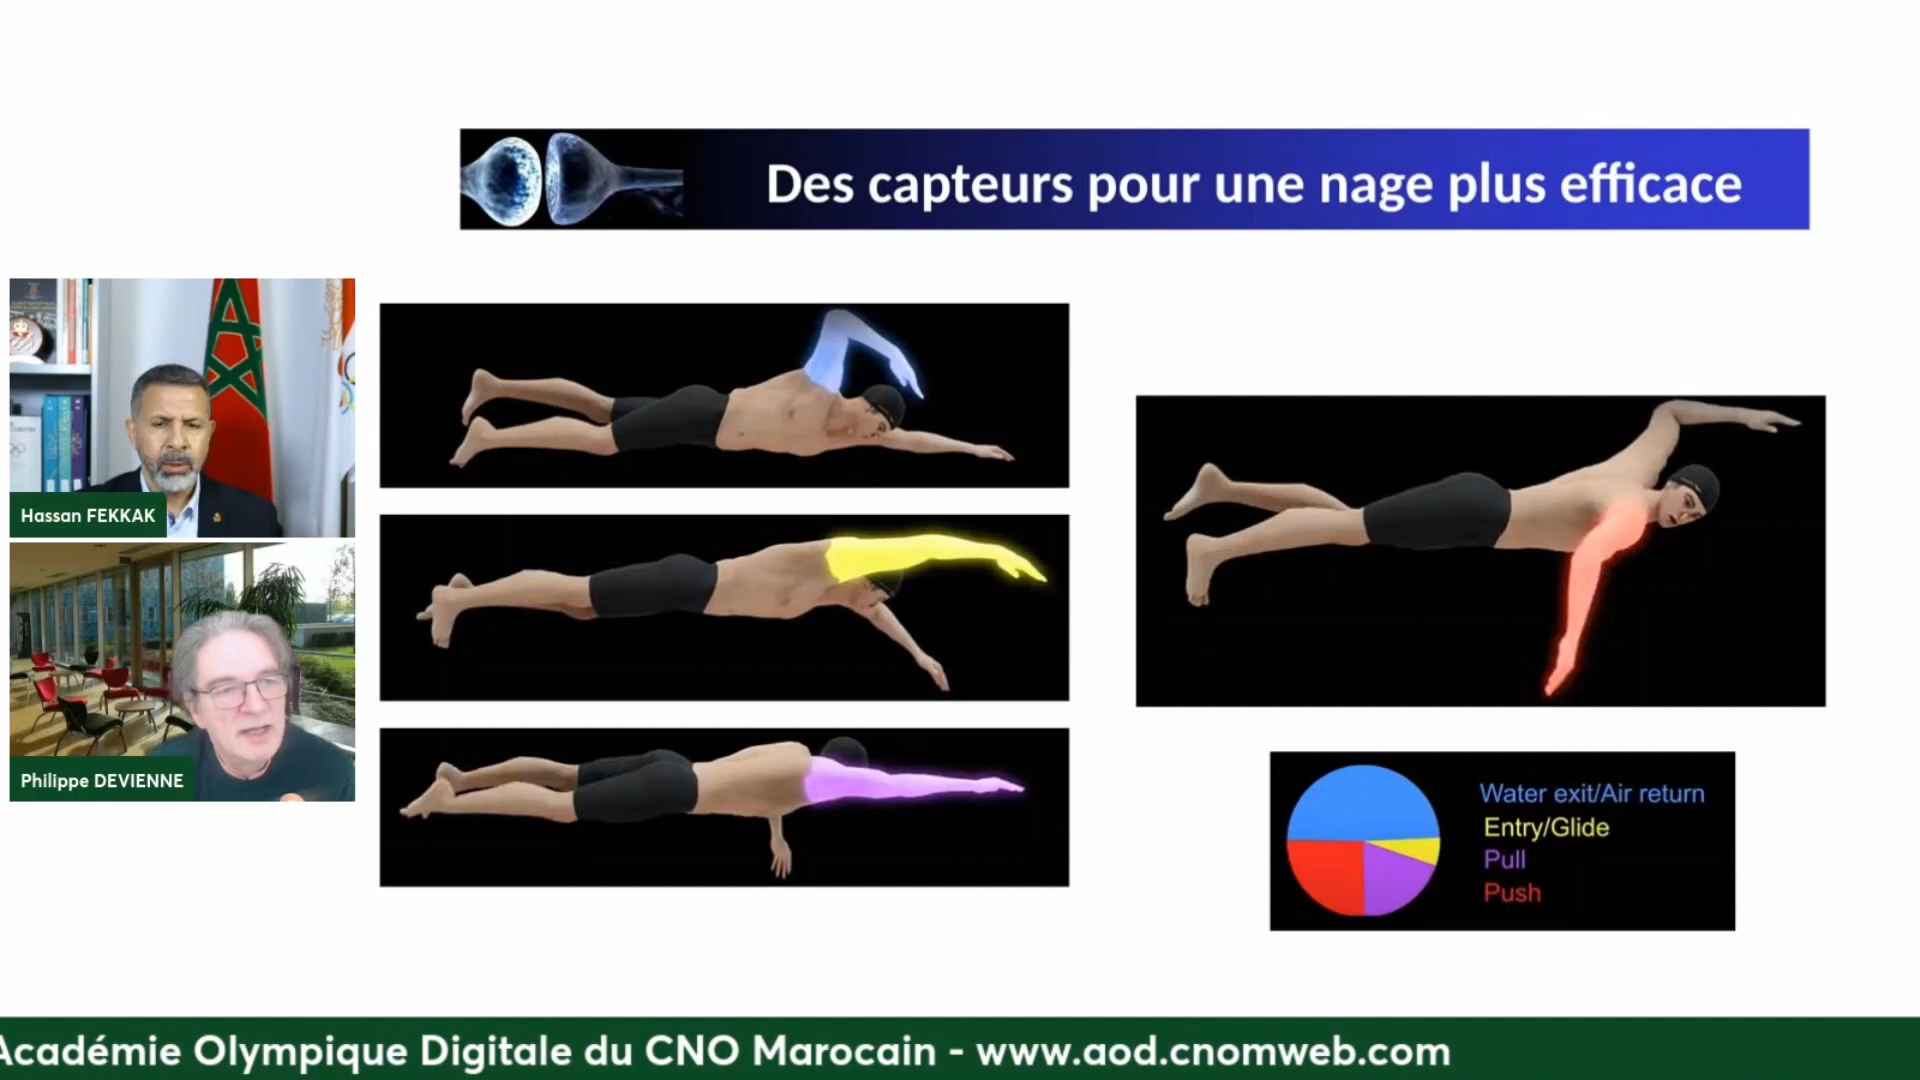 Des capteurs pour une nage plus efficace
Hassan FEKKAK
Philippe DEVIENNE
Water exit/Air return
Entry/Glide
Pull
Push
Académie Olympique Digitale du CNO Marocain - www.aod.cnomweb.com